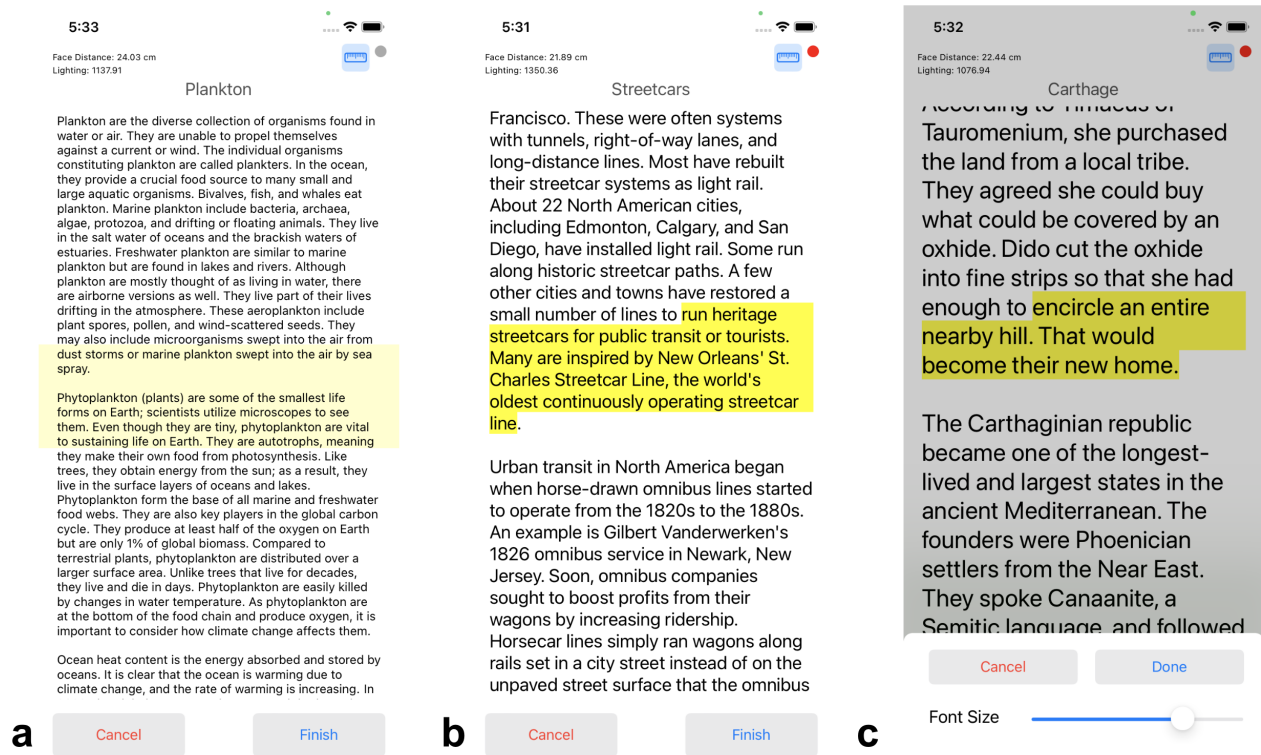 5:33
Face Distance: 24.03 cm
Lighting: 1137.91
Plankton
Plankton are the diverse collection of organisms found in
water or air. They are unable to propel themselves
against a current or wind. The individual organisms
constituting plankton are called plankters. In the ocean,
they provide a crucial food source to many small and
large aquatic organisms. Bivalves, fish, and whales eat
plankton. Marine plankton include bacteria, archaea,
algae, protozoa, and drifting or floating animals. They live
in the salt water of oceans and the brackish waters of
estuaries. Freshwater plankton are similar to marine
plankton but are found in lakes and rivers. Although
plankton are mostly thought of as living in water, there
are airborne versions as well. They live part of their lives
drifting in the atmosphere. These aeroplankton include
plant spores, pollen, and wind-scattered seeds. They
may also include microorganisms swept into the air from
dust storms or marine plankton swept into the air by sea
spray.
Phytoplankton (plants) are some of the smallest life
forms on Earth; scientists utilize microscopes to see
them. Even though they are tiny, phytoplankton are vital
to sustaining life on Earth. They are autotrophs, meaning
they make their own food from photosynthesis. Like
trees, they obtain energy from the sun; as a result, they
live in the surface layers of oceans and lakes.
Phytoplankton form the base of all marine and freshwater
food webs. They are also key players in the global carbon
cycle. They produce at least half of the oxygen on Earth
but are only 1% of global biomass. Compared to
terrestrial plants, phytoplankton are distributed over a
larger surface area. Unlike trees that live for decades,
they live and die in days. Phytoplankton are easily killed
by changes in water temperature. As phytoplankton are
at the bottom of the food chain and produce oxygen, it is
important to consider how climate change affects them.
Ocean heat content is the energy absorbed and stored by
oceans. It is clear that the ocean is warming due to
climate change, and the rate of warming is increasing. In
Cancel
Finish
a
5:31
Face Distance: 21.89 cm
Lighting: 1350.36
Streetcars
Francisco. These were often systems
with tunnels, right-of-way lanes, and
long-distance lines. Most have rebuilt
their streetcar systems as light rail.
About 22 North American cities,
including Edmonton, Calgary, and San
Diego, have installed light rail. Some run
along historic streetcar paths. A few
other cities and towns have restored a
small number of lines to run heritage
streetcars for public transit or tourists.
Many are inspired by New Orleans' St.
Charles Streetcar Line, the world's
oldest continuously operating streetcar
line.
Urban transit in North America began
when horse-drawn omnibus lines started
to operate from the 1820s to the 1880s.
An example is Gilbert Vanderwerken's
1826 omnibus service in Newark, New
Jersey. Soon, omnibus companies
sought to boost profits from their
wagons by increasing ridership.
Horsecar lines simply ran wagons along
rails set in a city street instead of on the
unpaved street surface that the omnibus
Cancel
Finish
b
5:32
Face Distance: 22.44 cm
Lighting: 1076.94
Carthage
According to Timaeus of
Tauromenium, she purchased
the land from a local tribe.
They agreed she could buy
what could be covered by an
oxhide. Dido cut the oxhide
into fine strips so that she had
enough to encircle an entire
nearby hill. That would
become their new home.
The Carthaginian republic
became one of the longest-
lived and largest states in the
ancient Mediterranean. The
founders were Phoenician
settlers from the Near East.
They spoke Canaanite, a
Semitic language, and followed
Cancel
Done
Font Size
c